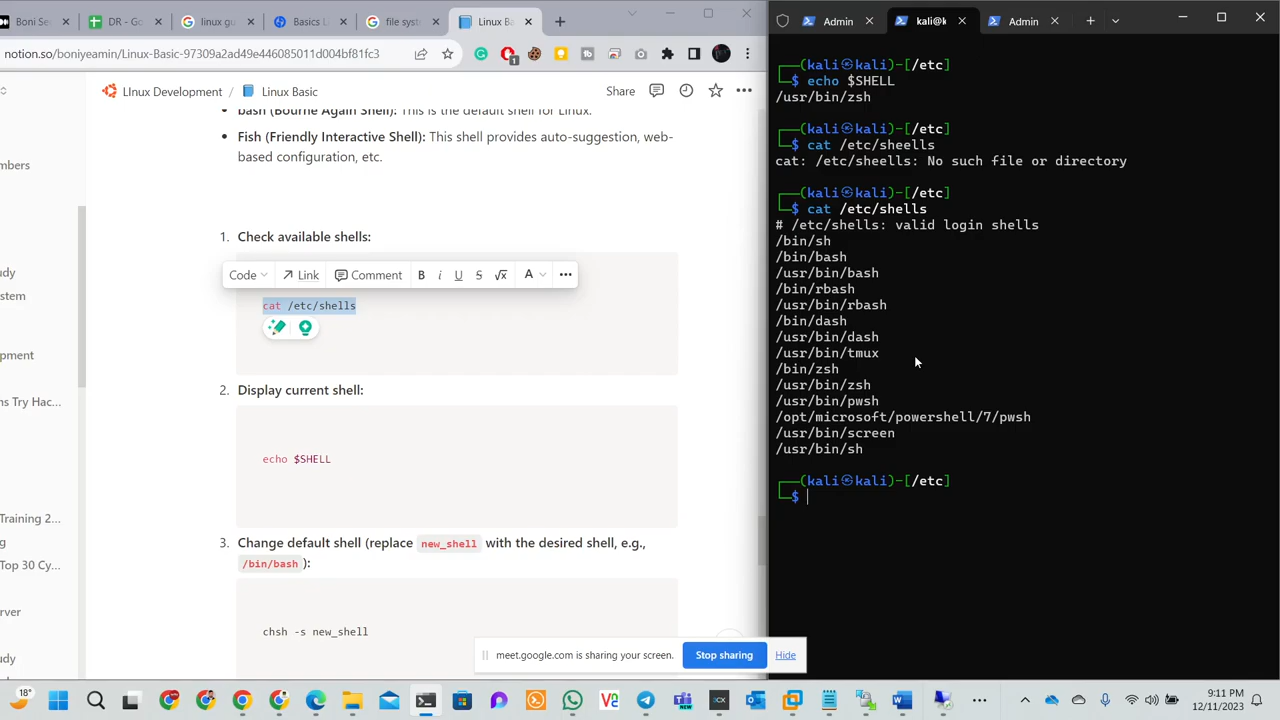 Boni Se
DR - Go
linux gu
Basics L
file syste
Linux Ba
notion.so/boniyeamin/Linux-Basic-97309a2ad49e446085011d004bf81fc3
LInux Development / Linux Basic
Share
bash (Bourne Again Shell): This is the default shell for Linux.
Fish (Friendly Interactive Shell): This shell provides auto-suggestion, web-
based configuration, etc.
mbers
udy
stem
opment
ns Try Hac...
Training 2...
ng
Top 30 Cy...
rver
udy
1. Check available shells:
Code
Link
Comment
B i U S √x A
cat /etc/shells
2. Display current shell:
echo $SHELL
3. Change default shell (replace new_shell with the desired shell, e.g.,
/bin/bash ):
chsh -s new_shell
meet.google.com is sharing your screen.
Stop sharing
Hide
Admin
kali@k
Admin
(kali㉿kali)-[/etc]
$ echo $SHELL
/usr/bin/zsh
(kali㉿kali)-[/etc]
$ cat /etc/sheells
cat: /etc/sheells: No such file or directory
(kali㉿kali)-[/etc]
$ cat /etc/shells
# /etc/shells: valid login shells
/bin/sh
/bin/bash
/usr/bin/bash
/bin/rbash
/usr/bin/rbash
/bin/dash
/usr/bin/dash
/usr/bin/tmux
/bin/zsh
/usr/bin/zsh
/usr/bin/pwsh
/opt/microsoft/powershell/7/pwsh
/usr/bin/screen
/usr/bin/sh
(kali㉿kali)-[/etc]
$
18°
9:11 PM
12/11/2023